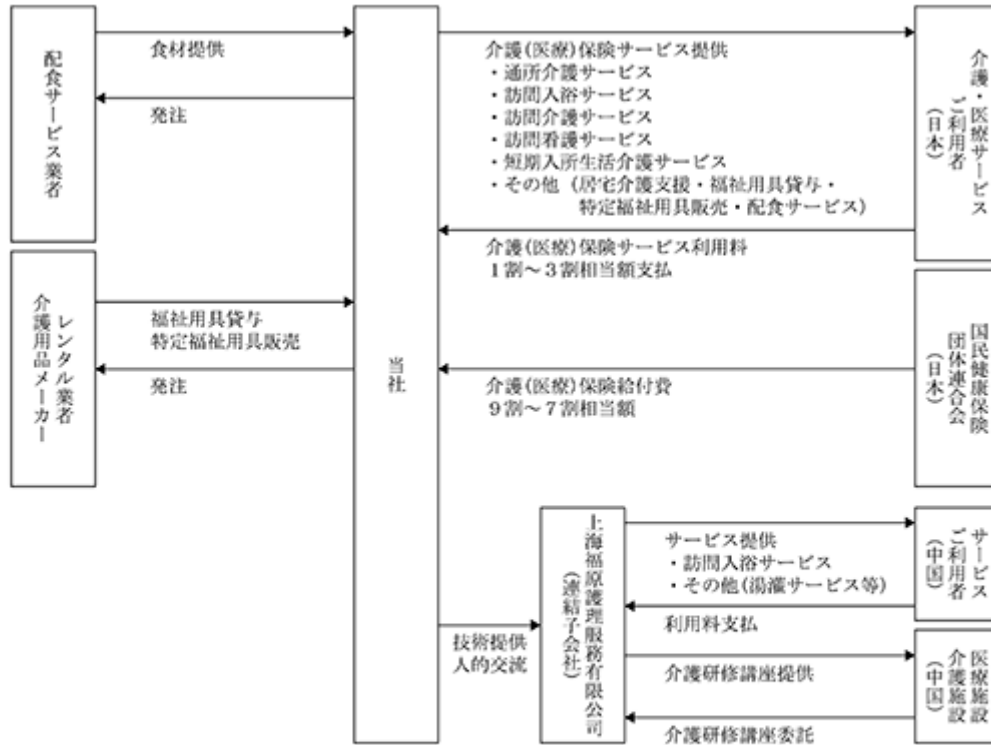 配食サービス業者
食材提供
発注
介護(医療)保険サービス提供
・通所介護サービス
・訪問入浴サービス
・訪問介護サービス
・訪問看護サービス
・短期入所生活介護サービス
・その他（居宅介護支援・福祉用具貸与・
特定福祉用具販売・配食サービス）
介護(医療)保険サービス利用料
１割～３割相当額支払
介護・医療サービス
ご利用者
(日本)
レンタル業者
介護用品メーカー
福祉用具貸与
特定福祉用具販売
発注
当社
介護(医療)保険給付費
９割～７割相当額
国民健康保険
団体連合会
(日本)
技術提供
人的交流
上海福原護理服務有限公司
(連結子会社)
サービス提供
・訪問入浴サービス
・その他(湯灌サービス等)
利用料支払
サービス
ご利用者
(中国)
介護研修講座提供
介護研修講座委託
医療施設
介護施設
(中国)